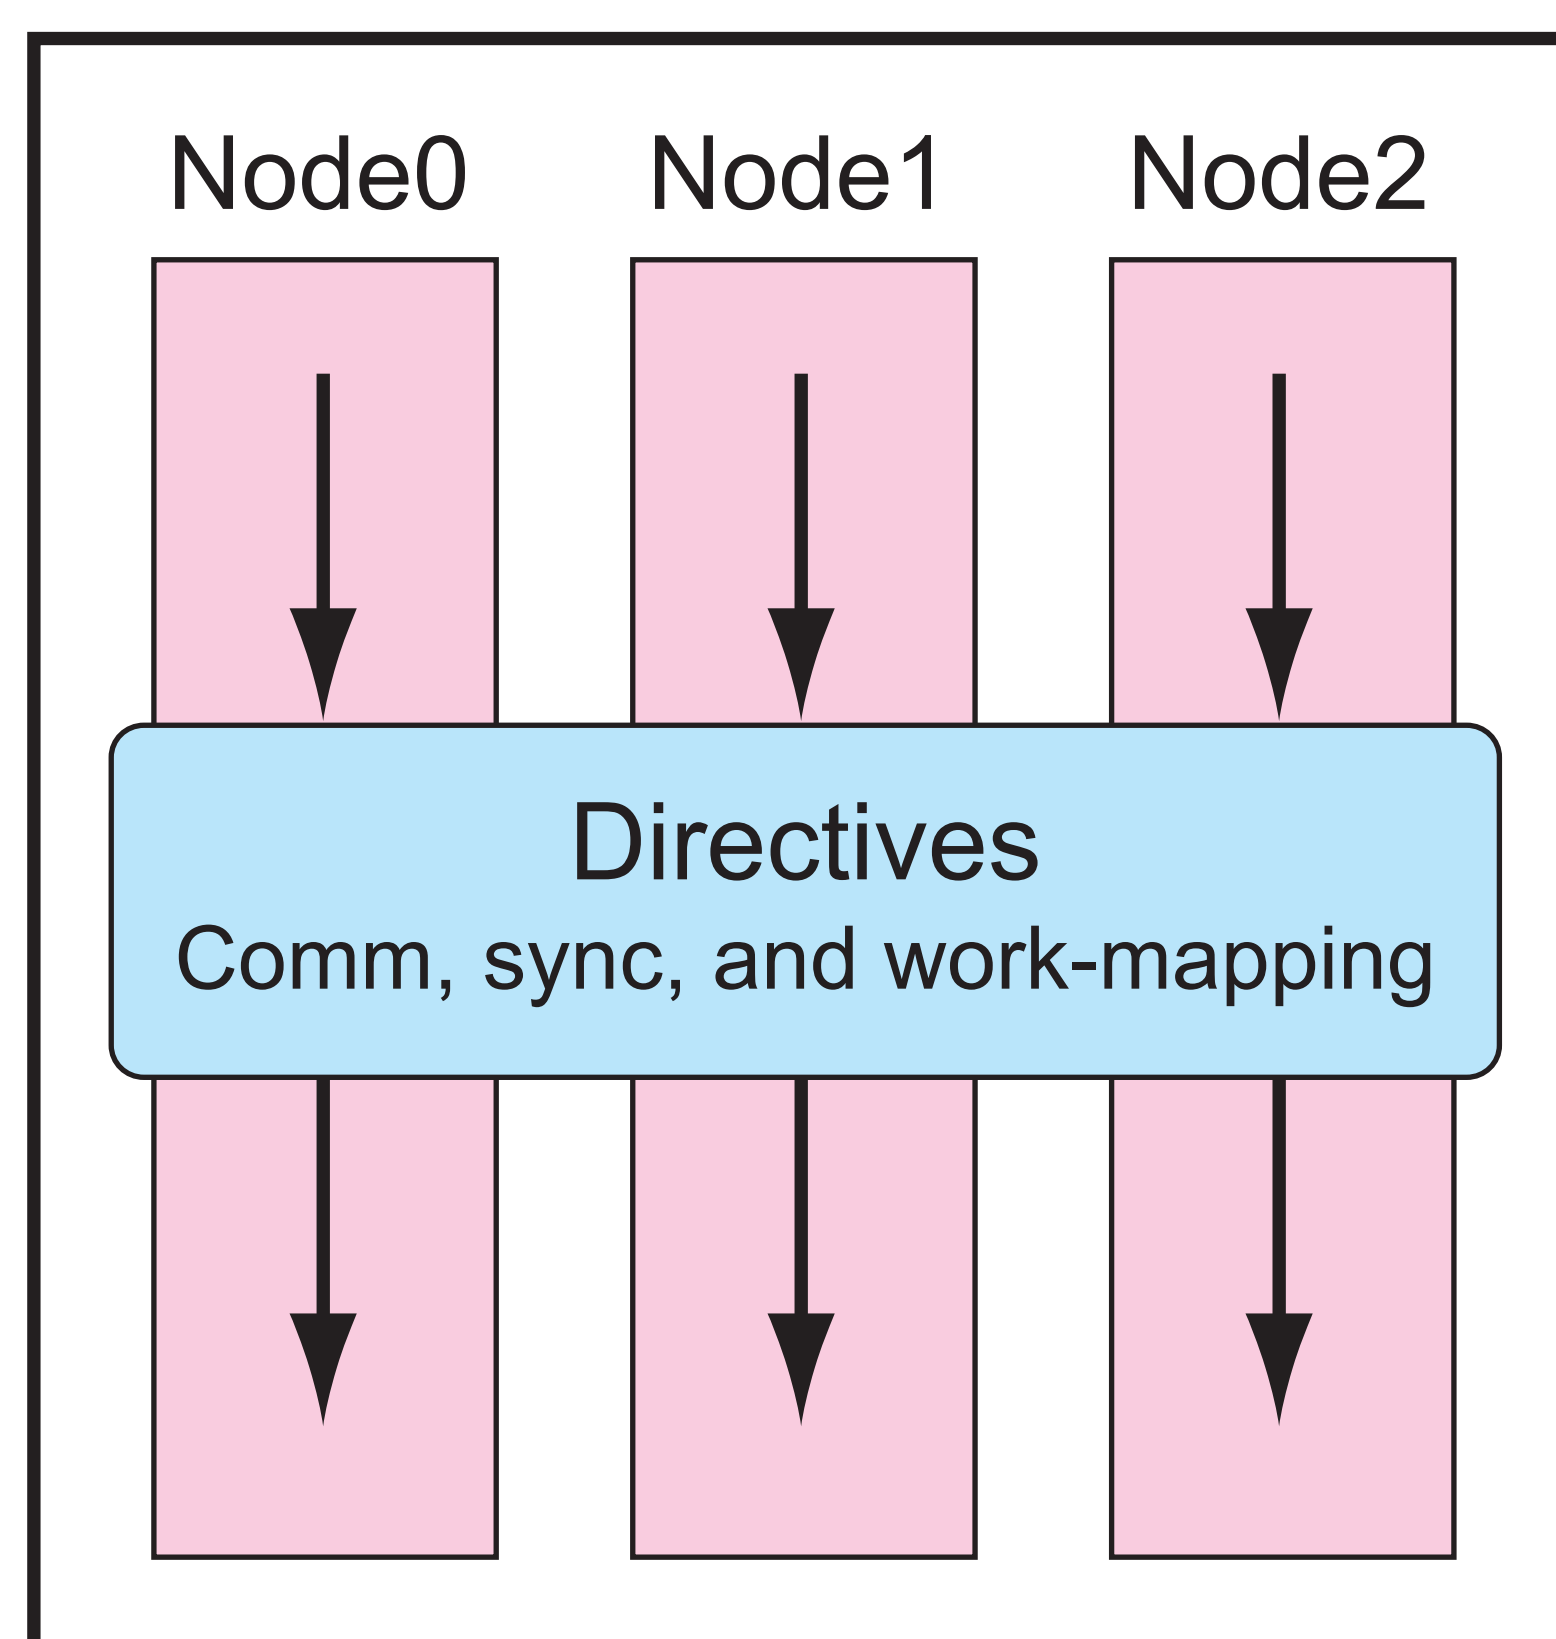 Node0 Node1 Node2
Directives
Comm, sync, and work-mapping